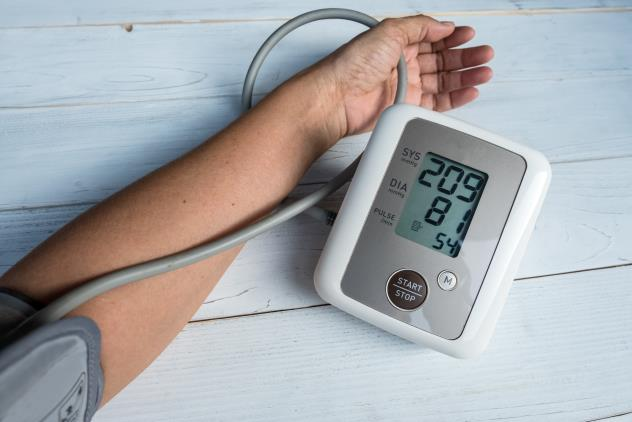 SYS
mmHg
209
DIA
mmHg
81
PULSE
/min
54
START
STOP
M